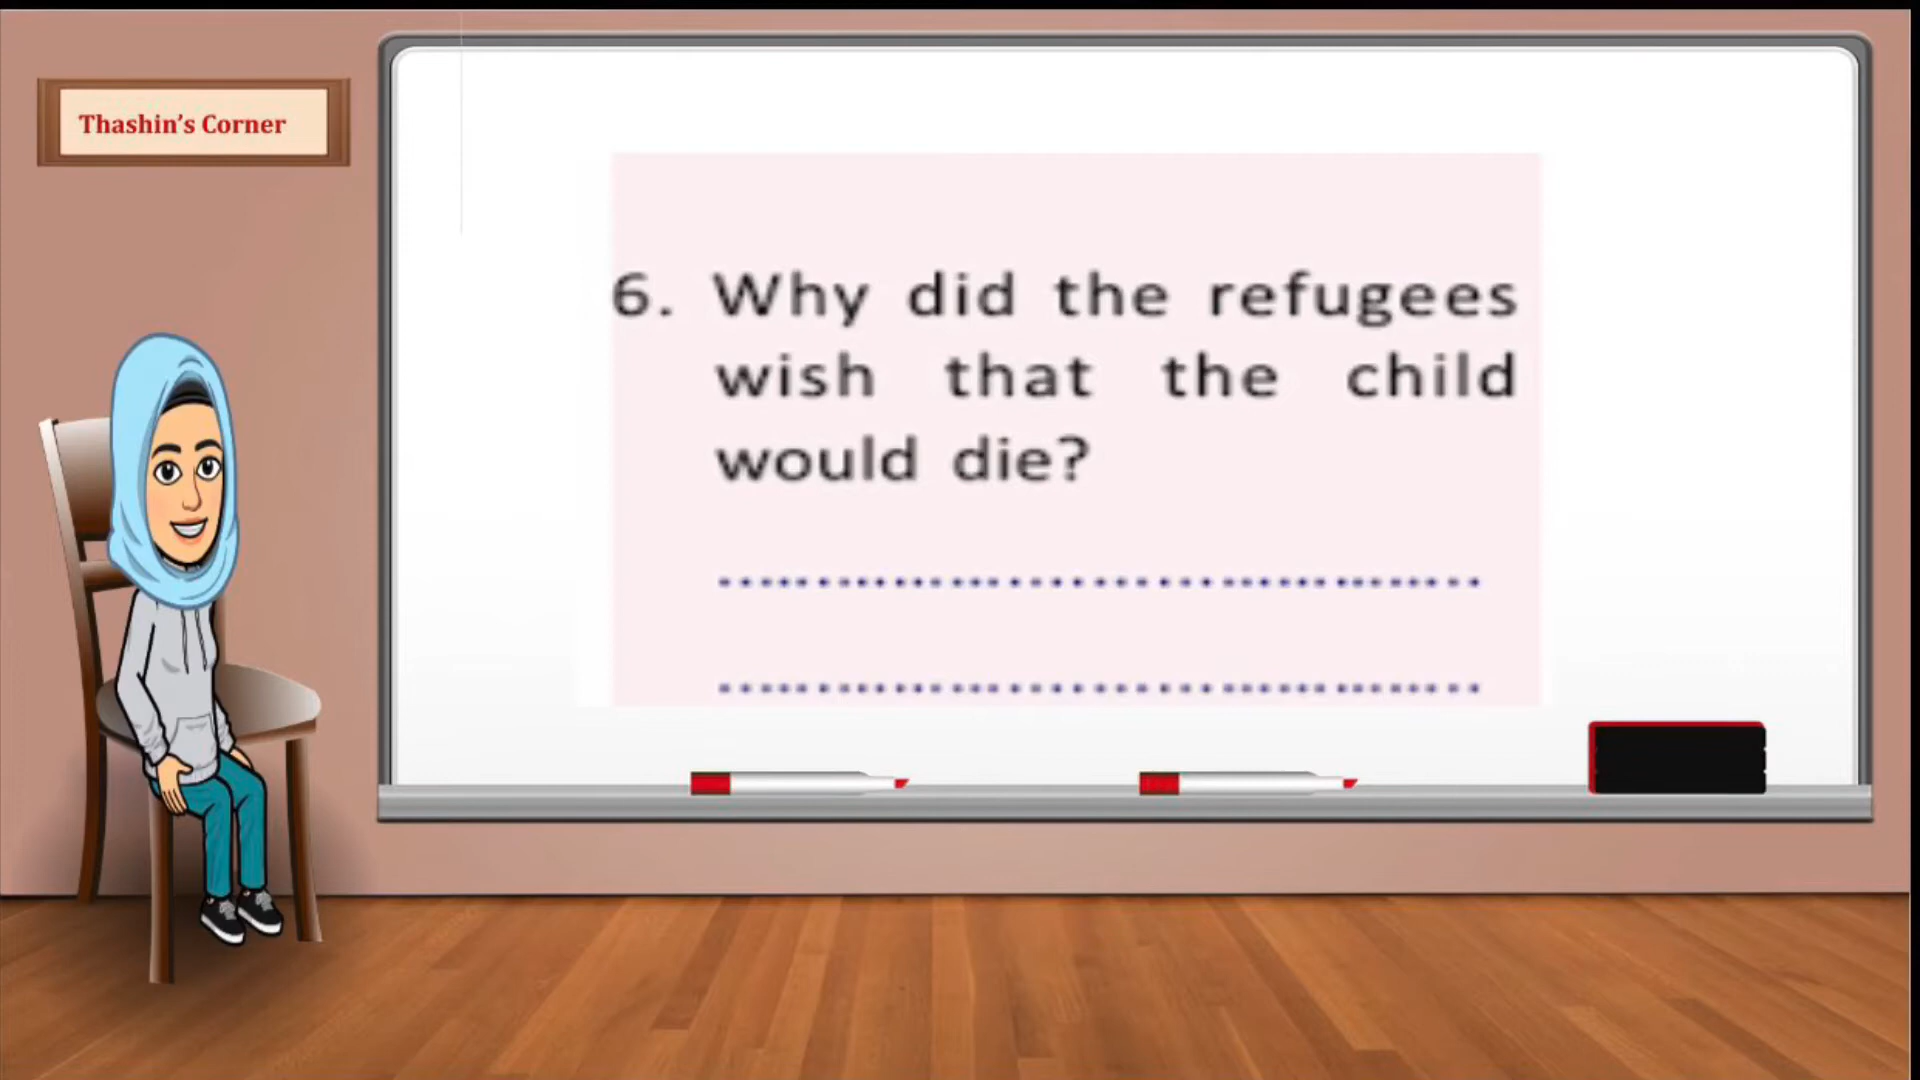 Thashin's Corner
6. Why did the refugees
wish that the child
would die?